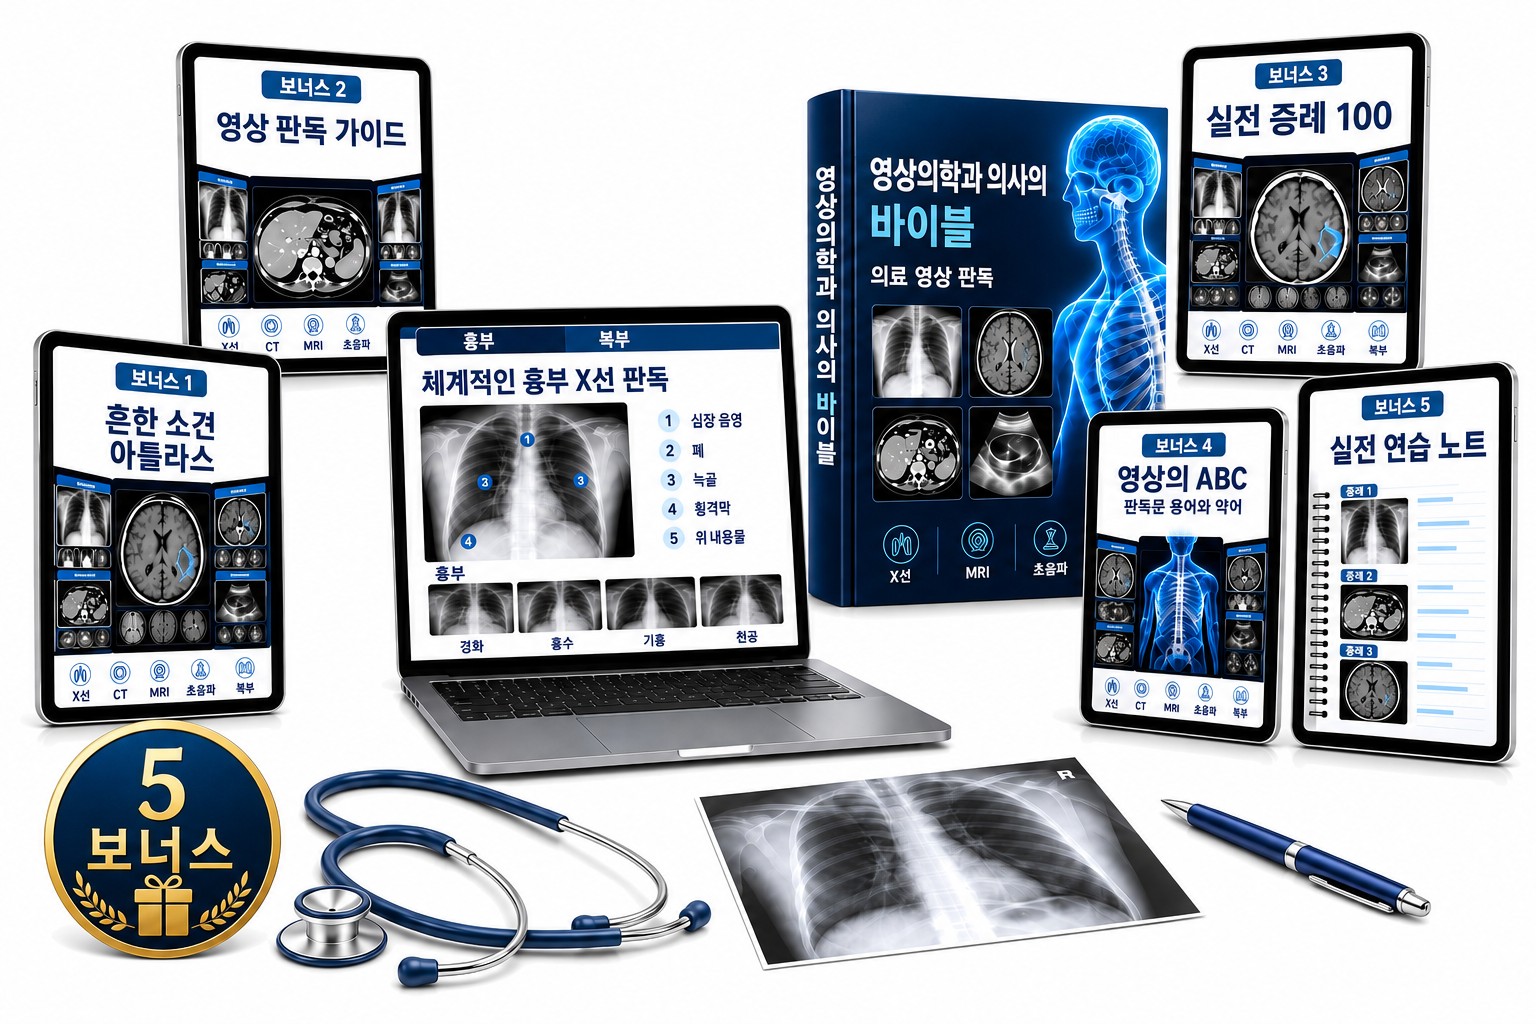 보너스 2
영상 판독 가이드
X선
CT
MRI
초음파
보너스 1
흔한 소견
아틀라스
X선
CT
MRI
초음파
복부
흉부
복부
체계적인 흉부 X선 판독
1
3
3
4
1 심장 음영
2 폐
3 늑골
4 횡격막
5 위 내용물
흉부
경화
흉수
기흉
천공
영상의학과 의사의 바이블
영상의학과 의사의
바이블
의료 영상 판독
X선
MRI
초음파
보너스 3
실전 증례 100
X선
CT
MRI
초음파
복부
보너스 4
영상의 ABC
판독문 용어와 약어
X선
CT
MRI
초음파
복부
보너스 5
실전 연습 노트
증례 1
증례 2
증례 3
5
보너스
R